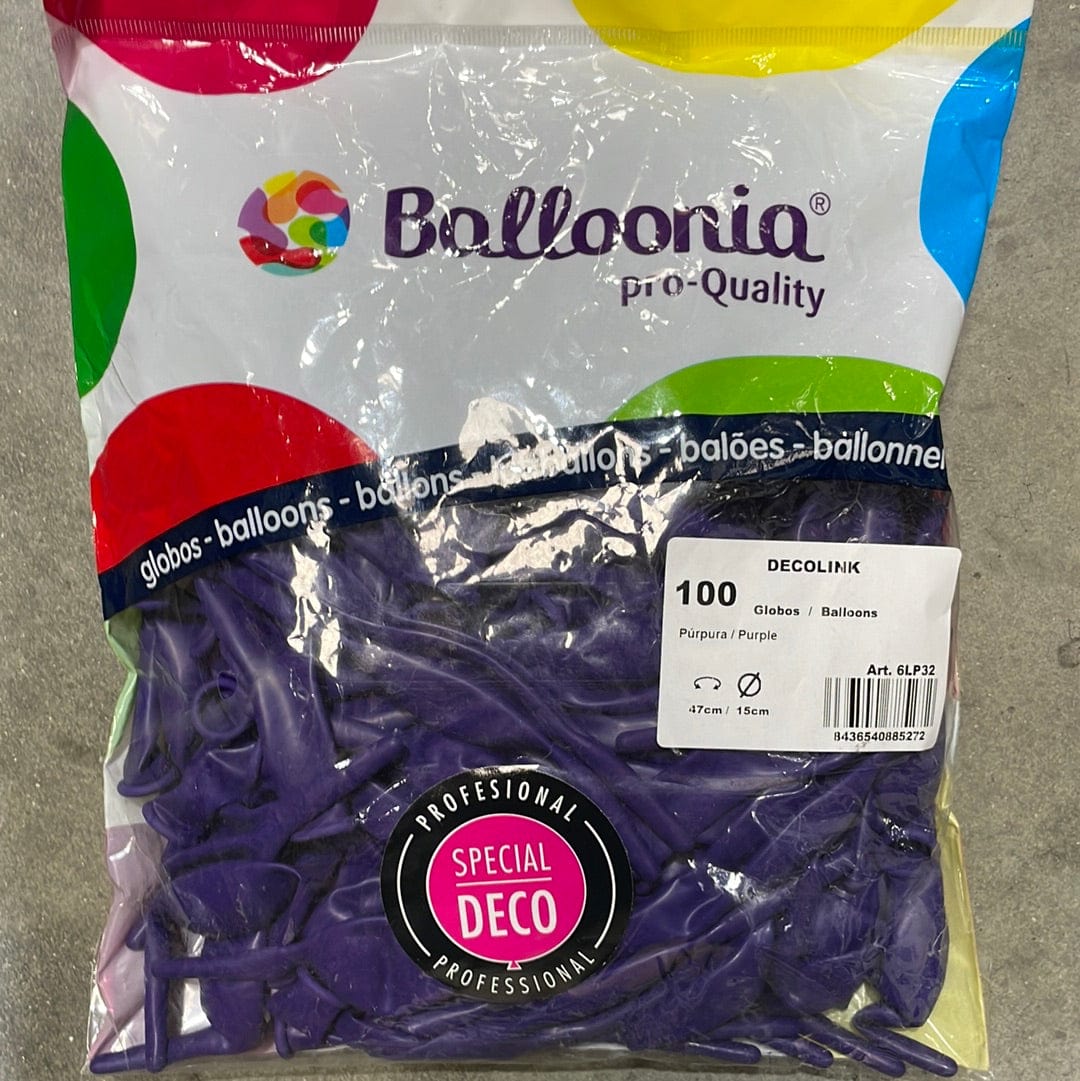 Balloonia®
pro-Quality
globos - balloons - ballons - ballons - balões - ballonne
DECOLINK
100 Globos / Balloons
Púrpura / Purple
Art. 6LP32
47cm / 15cm
8436540885272
PROFESIONAL
SPECIAL
DECO
PROFESSIONAL